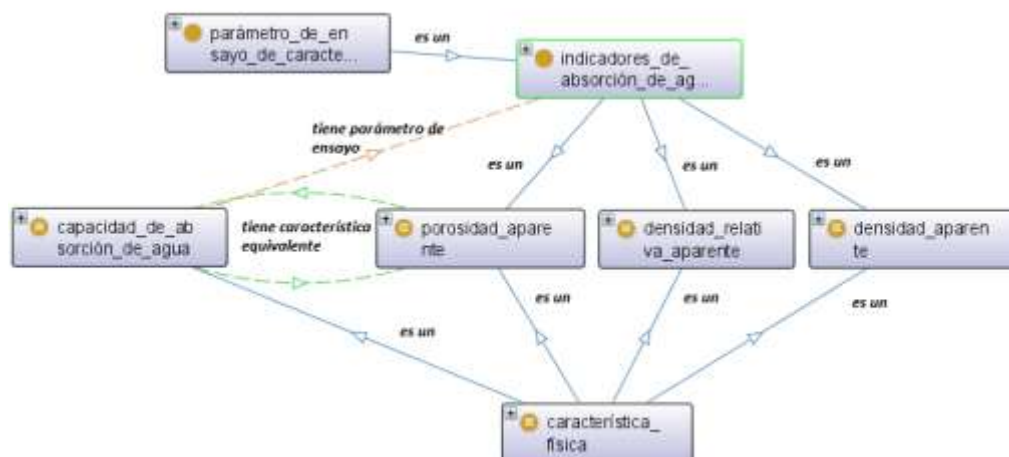 parámetro_de_en
sayo_de_caracte...
es un
indicadores_de_
absorción_de_ag...
tiene parámetro de
ensayo
es un
es un
es un
capacidad_de_ab
sorción_de_agua
tiene característica
equivalente
porosidad_apare
nte
densidad_relati
va_aparente
densidad_aparen
te
es un
es un
es un
es un
característica_
física